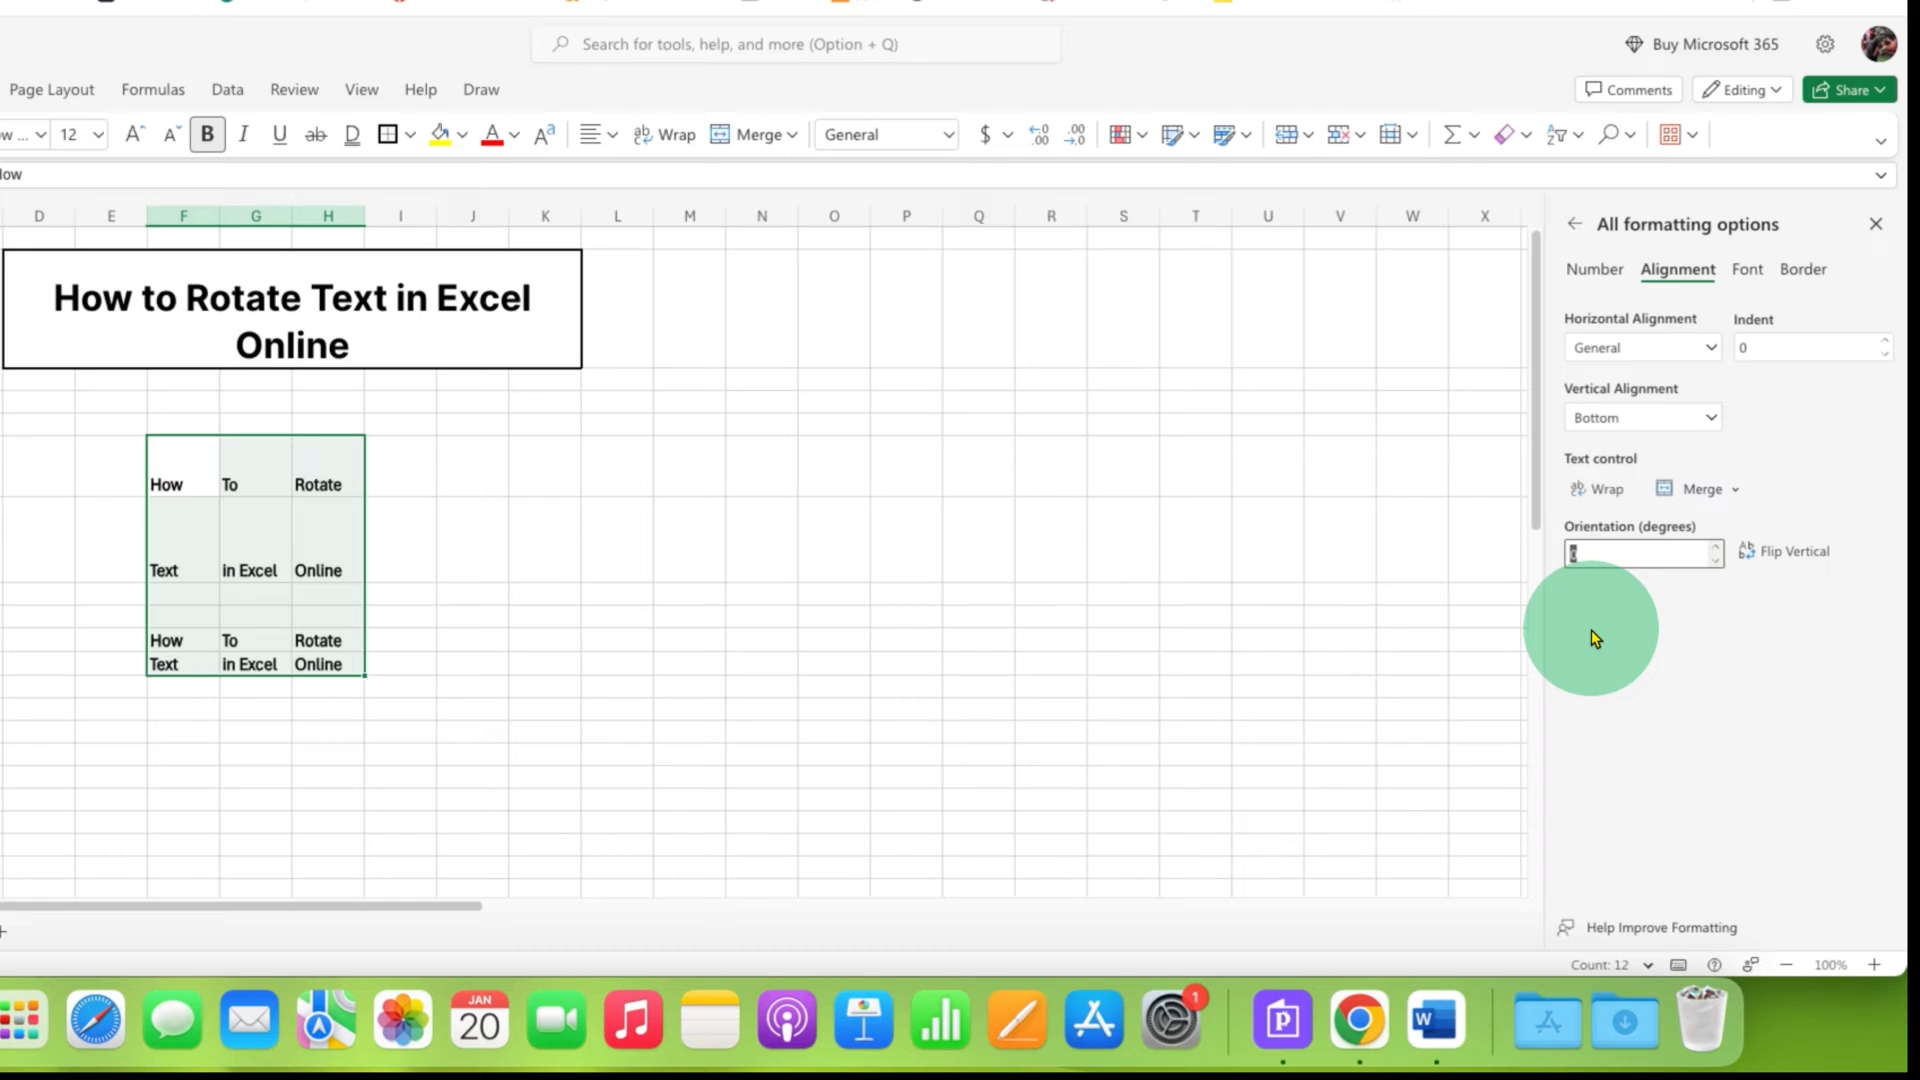 Search for tools, help, and more (Option + Q)
Buy Microsoft 365
Page Layout Formulas Data Review View Help Draw
Comments Editing Share
12 B I U ab D A A Wrap Merge General $
D E F G H I J K L M N O P Q R S T U V W X
How to Rotate Text in Excel
Online
How To Rotate
Text in Excel Online
How To Rotate
Text in Excel Online
All formatting options
Number Alignment Font Border
Horizontal Alignment Indent
General 0
Vertical Alignment
Bottom
Text control
Wrap Merge
Orientation (degrees)
Flip Vertical
Help Improve Formatting
Count: 12 100%
JAN
20
1
W